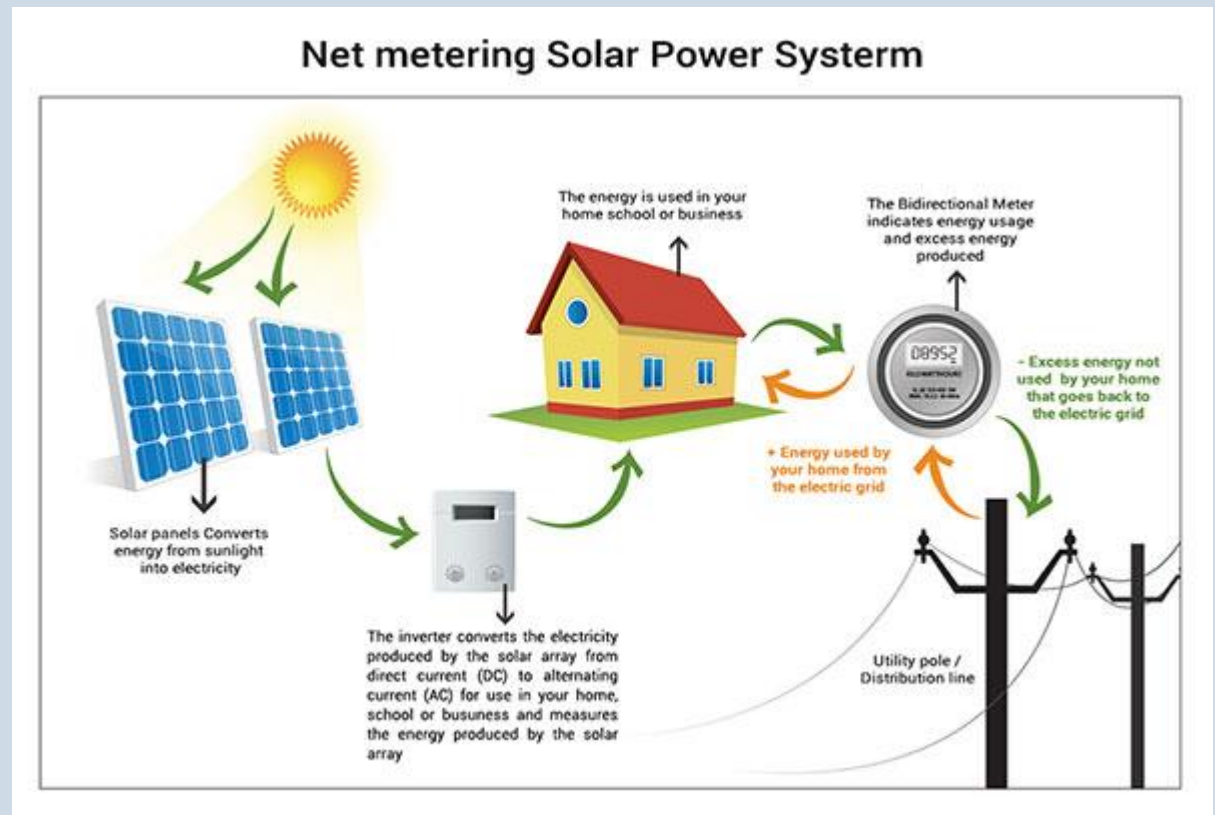 Net metering Solar Power Systerm
The energy is used in your
home school or business
The Bidirectional Meter
indicates energy usage
and excess energy
produced
08952
KILOWATTHOURS
- Excess energy not
used by your home
that goes back to
the electric grid
+ Energy used by
your home from
the electric grid
Solar panels Converts
energy from sunlight
into electricity
The inverter converts the electricity
produced by the solar array from
direct current (DC) to alternating
current (AC) for use in your home,
school or busuness and measures
the energy produced by the solar
array
Utility pole /
Distribution line